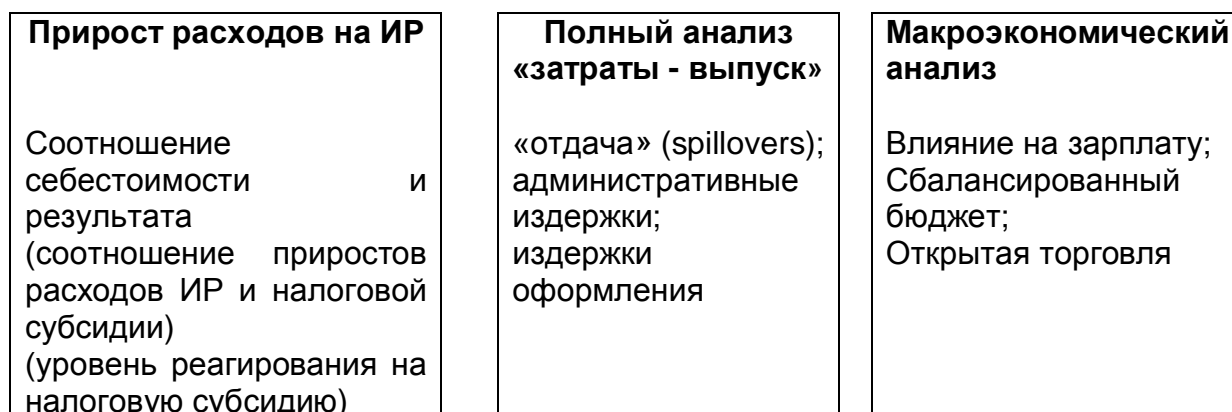 Прирост расходов на ИР
Соотношение
себестоимости и
результата
(соотношение приростов
расходов ИР и налоговой
субсидии)
(уровень реагирования на
налоговую субсидию)
Полный анализ
«затраты - выпуск»
«отдача» (spillovers);
административные
издержки;
издержки
оформления
Макроэкономический
анализ
Влияние на зарплату;
Сбалансированный
бюджет;
Открытая торговля